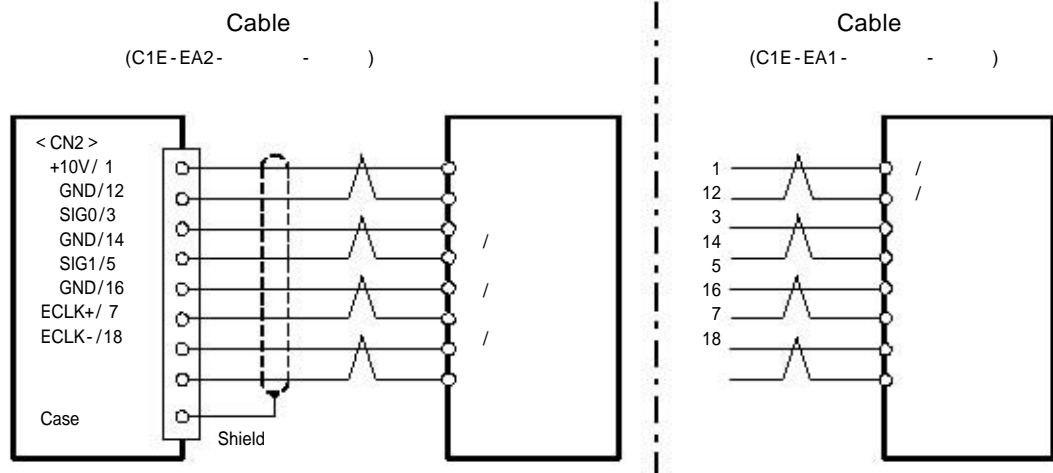 Cable
(C1E-EA2-       -      )
< CN2 >
+10V/ 1
GND/12
SIG0/3
GND/14
SIG1/5
GND/16
ECLK+/ 7
ECLK-/18
Case
Shield
/
/
/
Cable
(C1E-EA1-       -      )
1 /
12 /
3
14
5
16
7
18